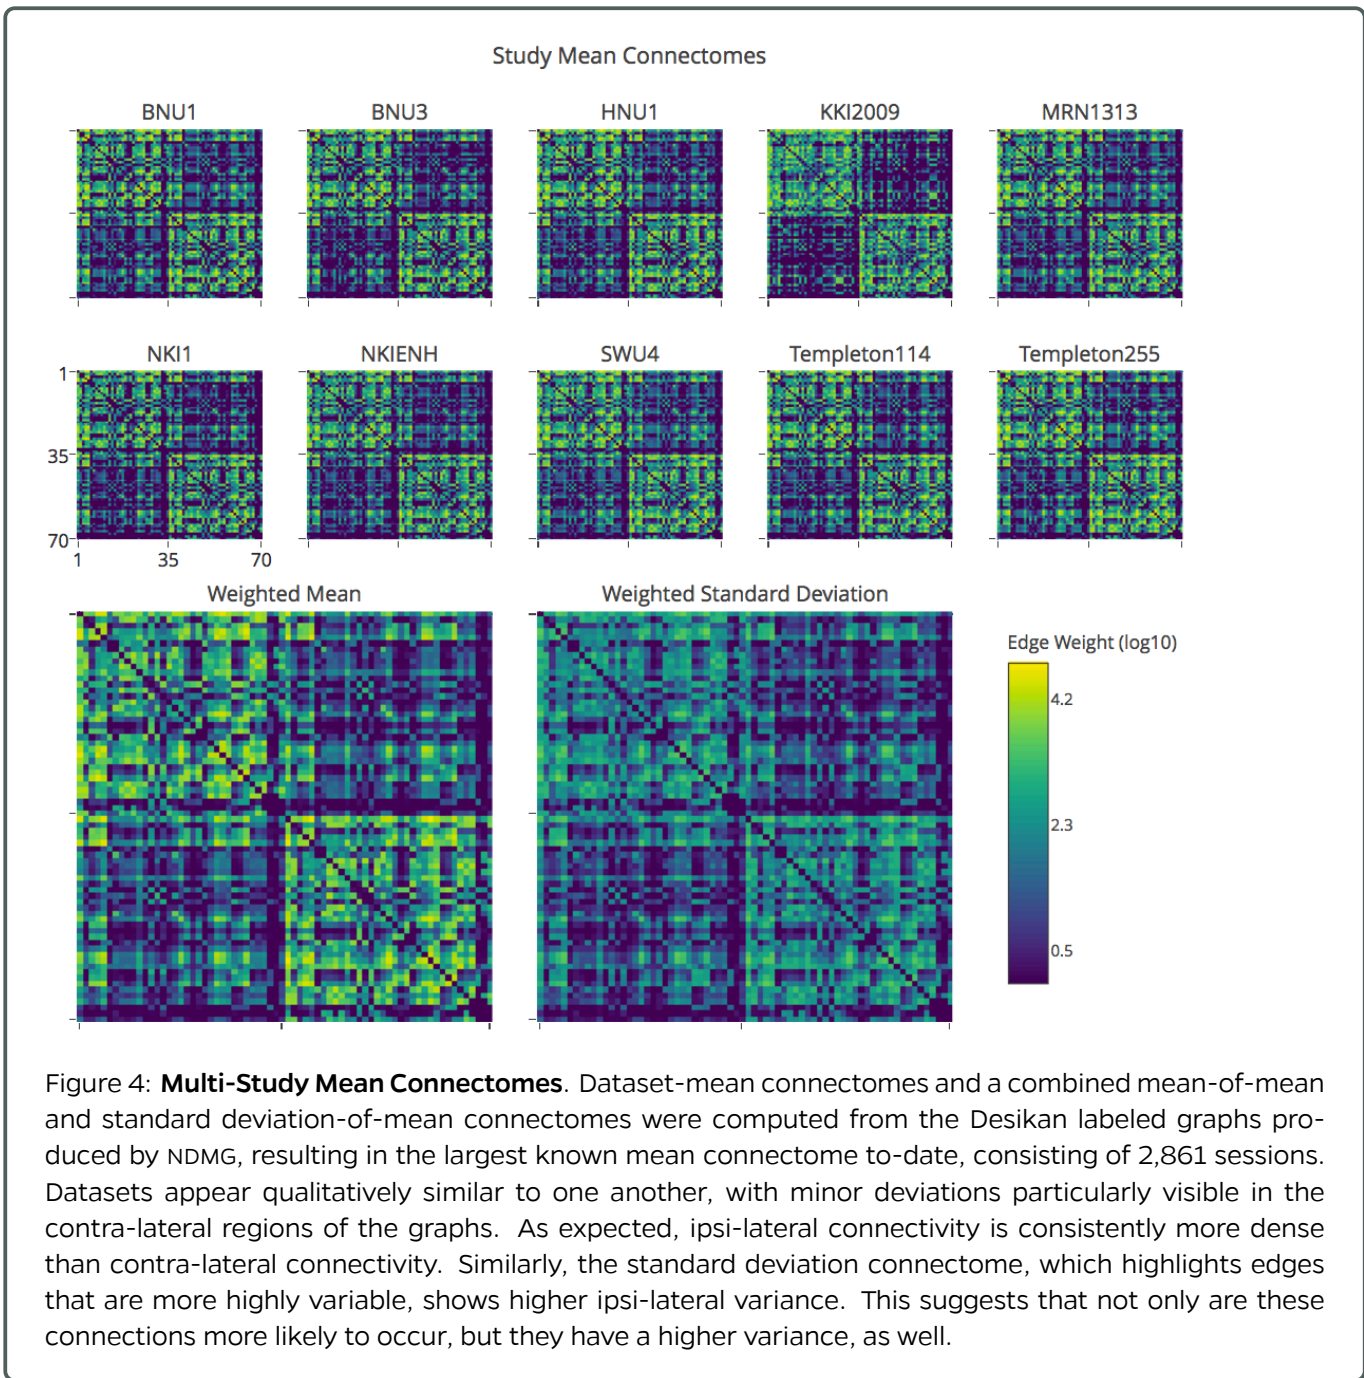 Study Mean Connectomes
BNU1 BNU3 HNU1 KKI2009 MRN1313
NKI1 NKIENH SWU4 Templeton114 Templeton255
1
35
70
1 35 70
Weighted Mean Weighted Standard Deviation
Edge Weight (log10)
4.2
2.3
0.5
Figure 4: Multi-Study Mean Connectomes. Dataset-mean connectomes and a combined mean-of-mean
and standard deviation-of-mean connectomes were computed from the Desikan labeled graphs pro-
duced by NDMG, resulting in the largest known mean connectome to-date, consisting of 2,861 sessions.
Datasets appear qualitatively similar to one another, with minor deviations particularly visible in the
contra-lateral regions of the graphs. As expected, ipsi-lateral connectivity is consistently more dense
than contra-lateral connectivity. Similarly, the standard deviation connectome, which highlights edges
that are more highly variable, shows higher ipsi-lateral variance. This suggests that not only are these
connections more likely to occur, but they have a higher variance, as well.